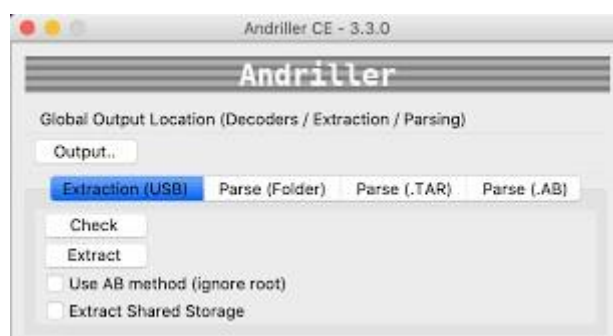 Andriller CE - 3.3.0
Andriller
Global Output Location (Decoders / Extraction / Parsing)
Output..
Extraction (USB) Parse (Folder) Parse (.TAR) Parse (.AB)
Check
Extract
Use AB method (ignore root)
Extract Shared Storage